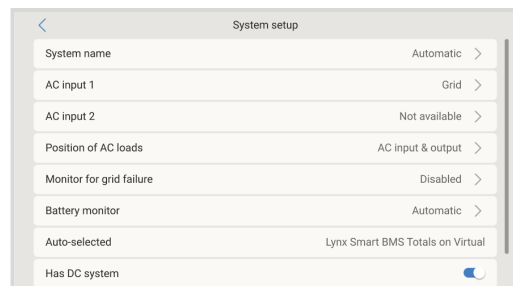 System setup
System name Automatic
AC input 1 Grid
AC input 2 Not available
Position of AC loads AC input & output
Monitor for grid failure Disabled
Battery monitor Automatic
Auto-selected Lynx Smart BMS Totals on Virtual
Has DC system